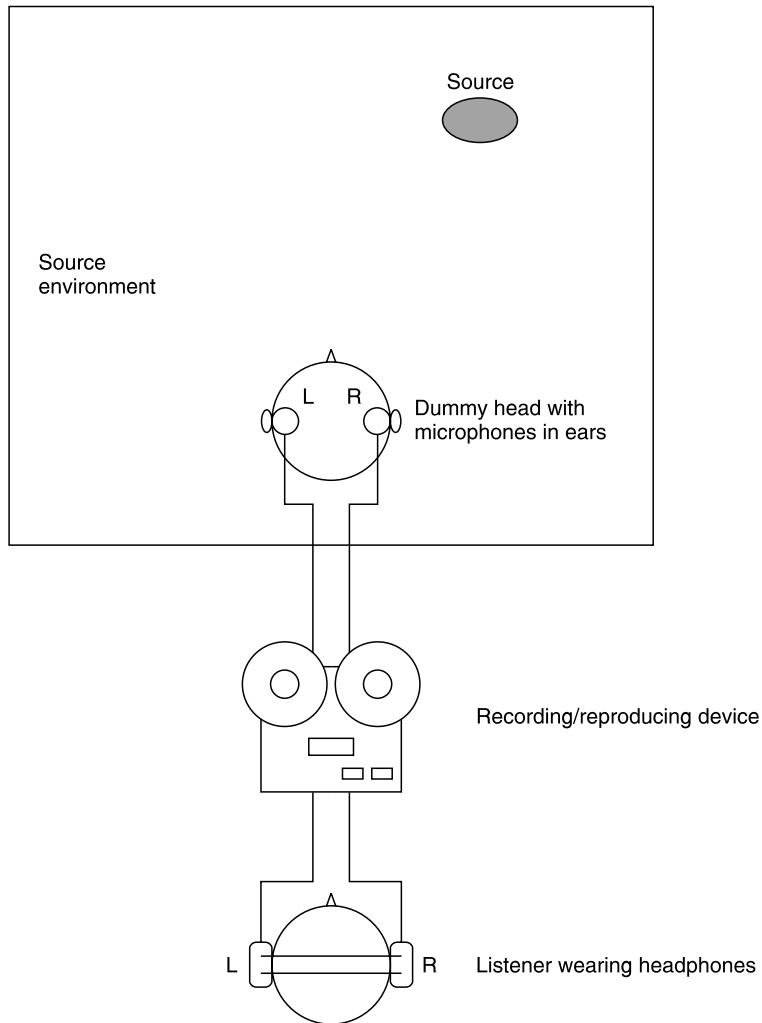 Source
Source
environment
L R
Dummy head with
microphones in ears
Recording/reproducing device
L R Listener wearing headphones